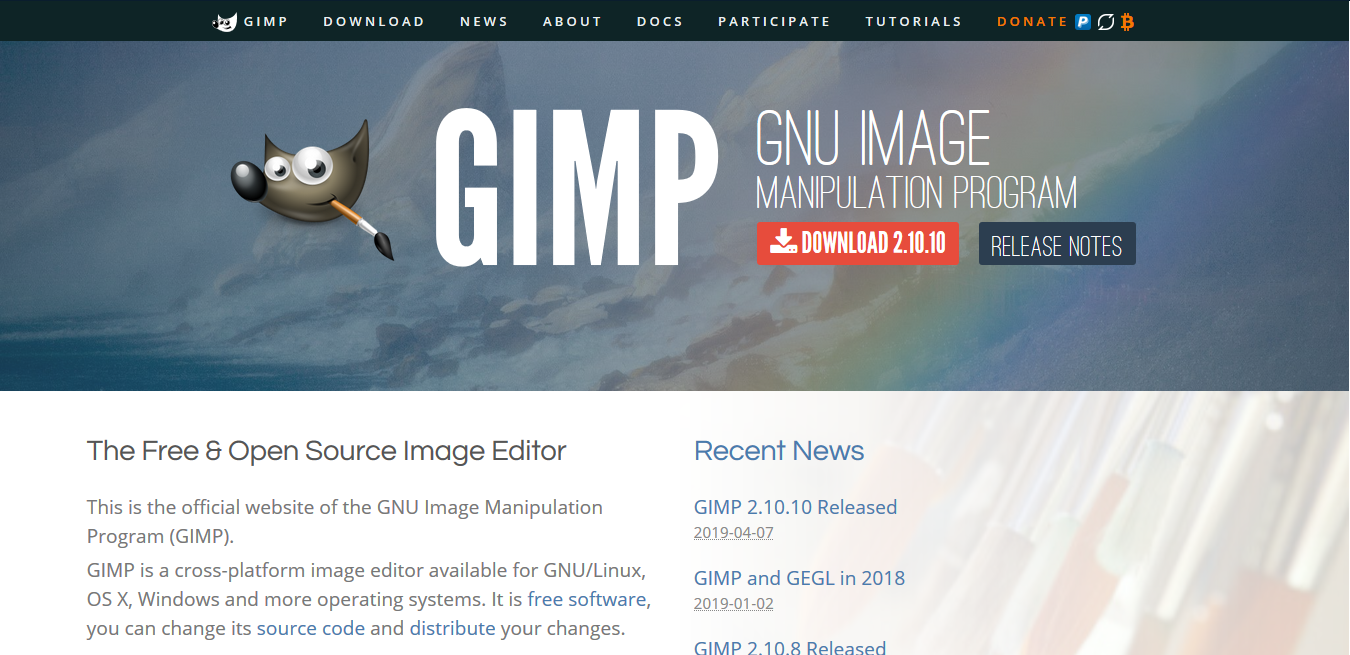 GIMP DOWNLOAD NEWS ABOUT DOCS PARTICIPATE TUTORIALS DONATE
GIMP
GNU IMAGE
MANIPULATION PROGRAM
DOWNLOAD 2.10.10
RELEASE NOTES
The Free & Open Source Image Editor
This is the official website of the GNU Image Manipulation
Program (GIMP).
GIMP is a cross-platform image editor available for GNU/Linux,
OS X, Windows and more operating systems. It is free software,
you can change its source code and distribute your changes.
Recent News
GIMP 2.10.10 Released
2019-04-07
GIMP and GEGL in 2018
2019-01-02
GIMP 2.10.8 Released